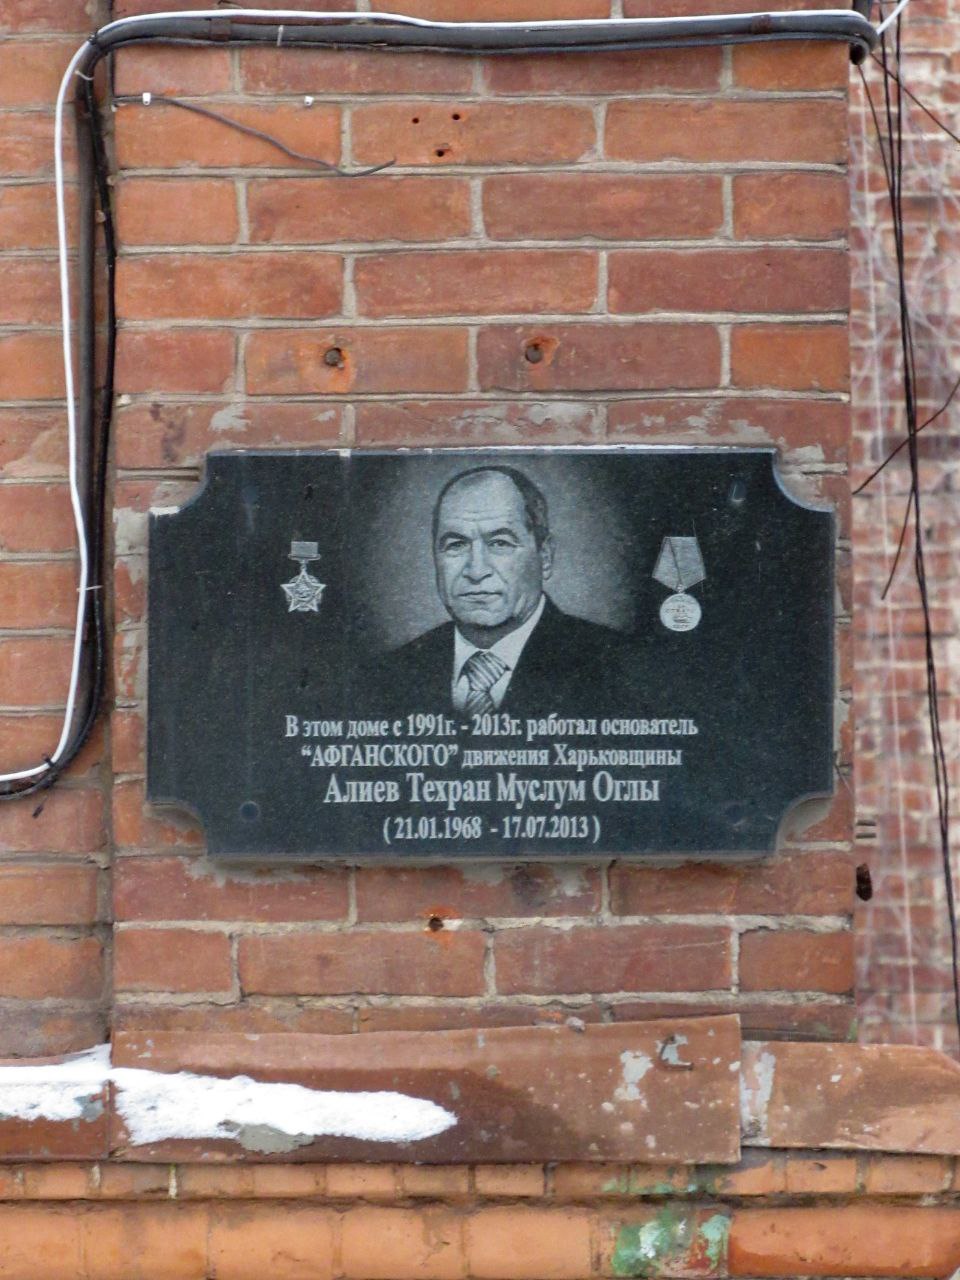 В этом доме с 1991г. - 2013г. работал основатель
“АФГАНСКОГО” движения Харьковщины
Алиев Техран Муслум Оглы
(21.01.1968 - 17.07.2013)